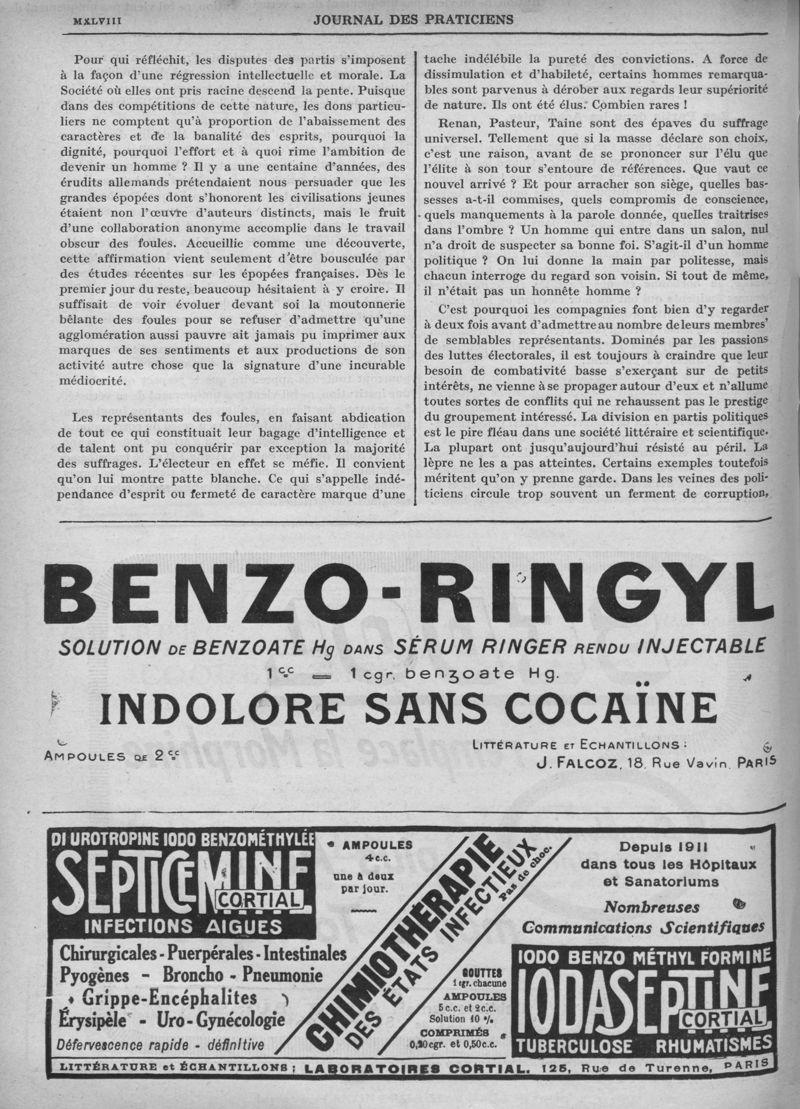 MXLVIII
JOURNAL DES PRATICIENS
Pour qui réfléchit, les disputes des partis s'imposent
à la façon d'une régression intellectuelle et morale. La
Société où elles ont pris racine descend la pente. Puisque
dans des compétitions de cette nature, les dons particu-
liers ne comptent qu'à proportion de l'abaissement des
caractères et de la banalité des esprits, pourquoi la
dignité, pourquoi l'effort et à quoi rime l'ambition de
devenir un homme ? Il y a une centaine d'années, des
érudits allemands prétendaient nous persuader que les
grandes épopées dont s'honorent les civilisations jeunes
étaient non l'œuvre d'auteurs distincts, mais le fruit
d'une collaboration anonyme accomplie dans le travail
obscur des foules. Accueillie comme une découverte,
cette affirmation vient seulement d'être bousculée par
des études récentes sur les épopées françaises. Dès le
premier jour du reste, beaucoup hésitaient à y croire. Il
suffisait de voir évoluer devant soi la moutonnerie
bêlante des foules pour se refuser d'admettre qu'une
agglomération aussi pauvre ait jamais pu imprimer aux
marques de ses sentiments et aux productions de son
activité autre chose que la signature d'une incurable
médiocrité.
Les représentants des foules, en faisant abdication
de tout ce qui constituait leur bagage d'intelligence et
de talent ont pu conquérir par exception la majorité
des suffrages. L'électeur en effet se méfie. Il convient
qu'on lui montre patte blanche. Ce qui s'appelle indé-
pendance d'esprit ou fermeté de caractère marque d'une
tache indélébile la pureté des convictions. A force de
dissimulation et d'habileté, certains hommes remarqua-
bles sont parvenus à dérober aux regards leur supériorité
de nature. Ils ont été élus. Combien rares !
Renan, Pasteur, Taine sont des épaves du suffrage
universel. Tellement que si la masse déclare son choix,
c'est une raison, avant de se prononcer sur l'élu que
l'élite à son tour s'entoure de références. Que vaut ce
nouvel arrivé ? Et pour arracher son siège, quelles bas-
sesses a-t-il commises, quels compromis de conscience,
quels manquements à la parole donnée, quelles traitrises
dans l'ombre ? Un homme qui entre dans un salon, nul
n'a droit de suspecter sa bonne foi. S'agit-il d'un homme
politique ? On lui donne la main par politesse, mais
chacun interroge du regard son voisin. Si tout de même,
il n'était pas un honnête homme ?
C'est pourquoi les compagnies font bien d'y regarder
à deux fois avant d'admettre au nombre de leurs membres
de semblables représentants. Dominés par les passions
des luttes électorales, il est toujours à craindre que leur
besoin de combativité basse s'exerçant sur de petits
intérêts, ne vienne à se propager autour d'eux et n'allume
toutes sortes de conflits qui ne rehaussent pas le prestige
du groupement intéressé. La division en partis politiques
est le pire fléau dans une société littéraire et scientifique.
La plupart ont jusqu'aujourd'hui résisté au péril. La
lèpre ne les a pas atteintes. Certains exemples toutefois
méritent qu'on y prenne garde. Dans les veines des poli-
ticiens circule trop souvent un ferment de corruption,
BENZO-RINGYL
SOLUTION DE BENZOATE Hg DANS SÉRUM RINGER RENDU INJECTABLE
1 c.c = 1 cgr. benzoate Hg.
INDOLORE SANS COCAÏNE
AMPOULES DE 2 c.c
LITTÉRATURE ET ECHANTILLONS :
J. FALCOZ, 18, RUE VAVIN, PARIS
DI UROTROPINE IODO BENZOMÉTHYLÉE
SEPTICEMINE
CORTIAL
INFECTIONS AIGUES
AMPOULES
4 c.c.
une à deux
par jour.
Chirurgicales - Puerpérales - Intestinales
Pyogènes - Broncho - Pneumonie
Grippe-Encéphalites
Érysipèle - Uro-Gynécologie
Défervescence rapide - définitive
CHIMIOTHÉRAPIE
DES ÉTATS INFECTIEUX
Pas de choc.
Depuis 1911
dans tous les Hôpitaux
et Sanatoriums
Nombreuses
Communications Scientifiques
GOUTTES
1 cgr. chacune
AMPOULES
5 c.c. et 2 c.c.
Solution 10 %
COMPRIMÉS
0,20cgr. et 0,50c.c.
IODO BENZO MÉTHYL FORMINE
IODASEPTINE
CORTIAL
TUBERCULOSE RHUMATISMES
LITTÉRATURE et ÉCHANTILLONS : LABORATOIRES CORTIAL. 125, Rue de Turenne, PARIS